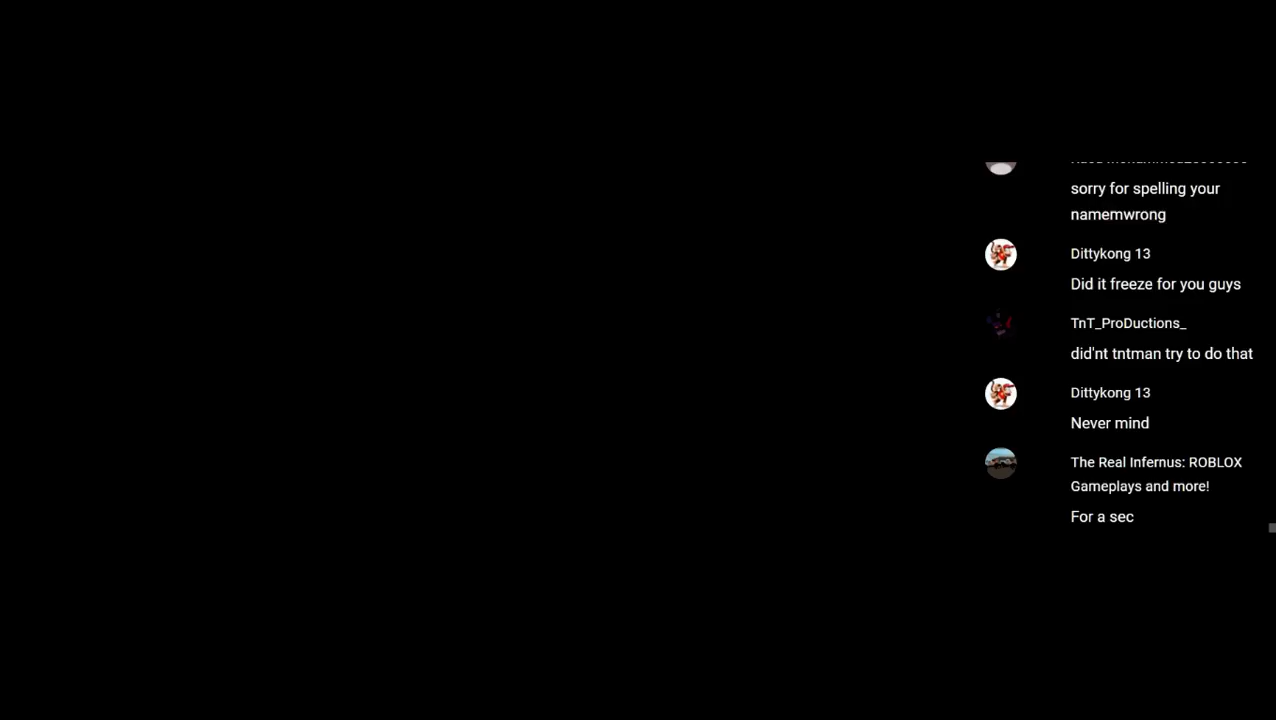 sorry for spelling your
namemwrong
Dittykong 13
Did it freeze for you guys
TnT_ProDuctions_
did'nt tntman try to do that
Dittykong 13
Never mind
The Real Infernus: ROBLOX
Gameplays and more!
For a sec